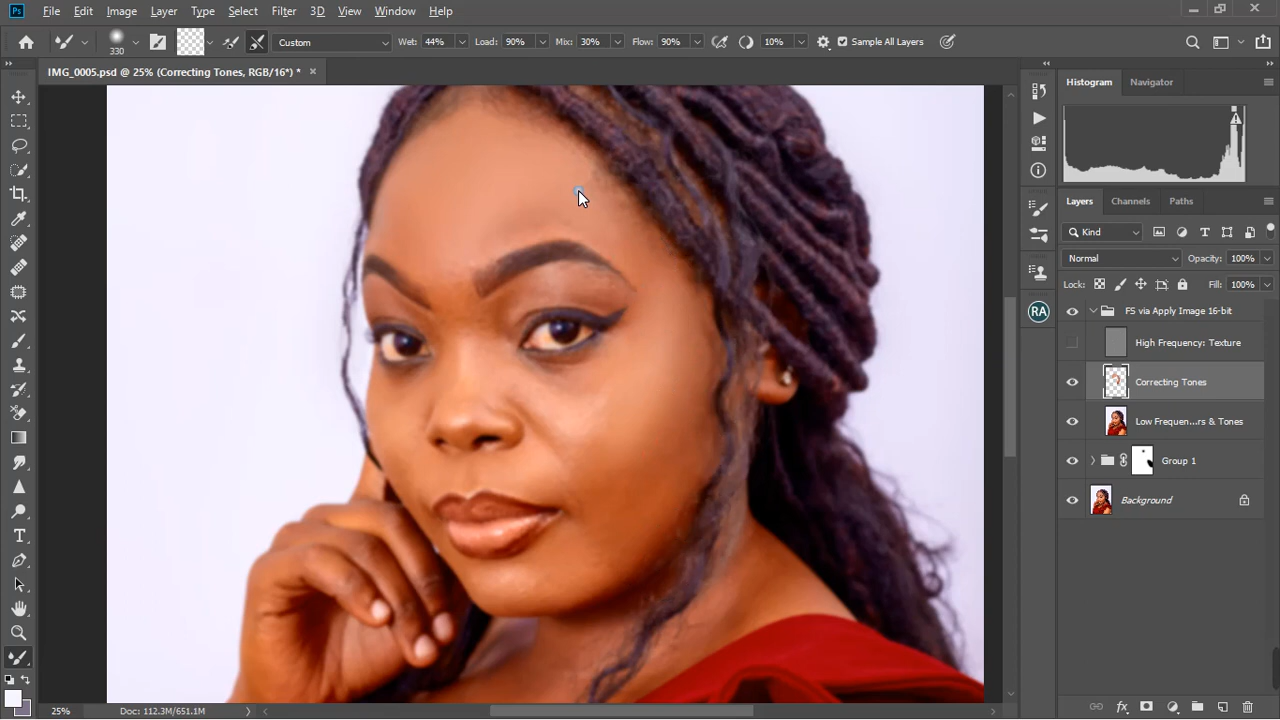 Ps File Edit Image Layer Type Select Filter 3D View Window Help
330 Custom Wet: 44% Load: 90% Mix: 30% Flow: 90% 10% Sample All Layers
IMG_0005.psd @ 25% (Correcting Tones, RGB/16*) *
Histogram Navigator
Layers Channels Paths
Kind
Normal Opacity: 100%
Lock: Fill: 100%
RA
FS via Apply Image 16-bit
High Frequency: Texture
Correcting Tones
Low Frequen...rs & Tones
Group 1
Background
25% Doc: 112.3M/651.1M